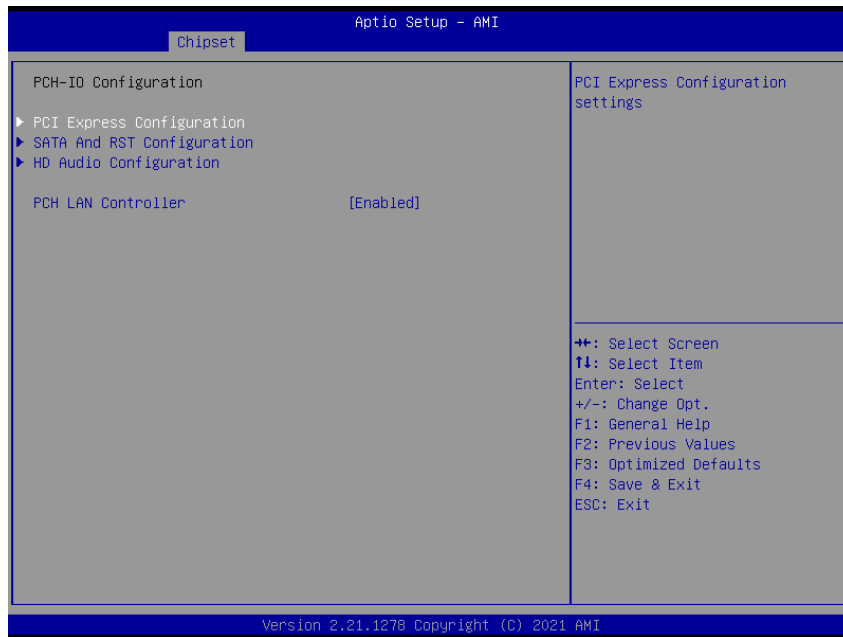 Aptio Setup – AMI
Chipset
PCH-IO Configuration
PCI Express Configuration
SATA And RST Configuration
HD Audio Configuration
PCH LAN Controller [Enabled]
PCI Express Configuration
settings
→←: Select Screen
↑↓: Select Item
Enter: Select
+/-: Change Opt.
F1: General Help
F2: Previous Values
F3: Optimized Defaults
F4: Save & Exit
ESC: Exit
Version 2.21.1278 Copyright (C) 2021 AMI